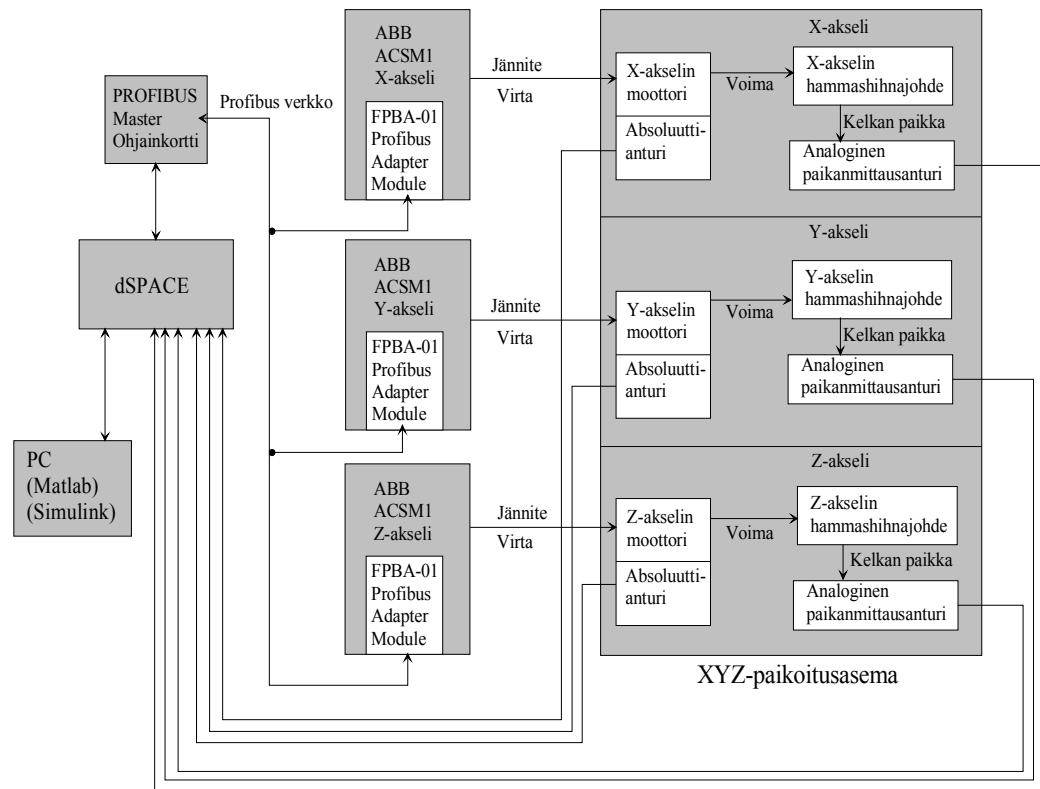 PROFIBUS
Master
Ohjainkortti
Profibus verkko
dSPACE
PC
(Matlab)
(Simulink)
ABB
ACSM1
X-akseli
FPBA-01
Profibus
Adapter
Module
Jännite
Virta
X-akseli
X-akselin
moottori
Absoluutti-
anturi
Voima
X-akselin
hammashihnajohde
Kelkan paikka
Analoginen
paikanmittausanturi
ABB
ACSM1
Y-akseli
FPBA-01
Profibus
Adapter
Module
Jännite
Virta
Y-akseli
Y-akselin
moottori
Absoluutti-
anturi
Voima
Y-akselin
hammashihnajohde
Kelkan paikka
Analoginen
paikanmittausanturi
ABB
ACSM1
Z-akseli
FPBA-01
Profibus
Adapter
Module
Jännite
Virta
Z-akseli
Z-akselin
moottori
Absoluutti-
anturi
Voima
Z-akselin
hammashihnajohde
Kelkan paikka
Analoginen
paikanmittausanturi
XYZ-paikoitusasema